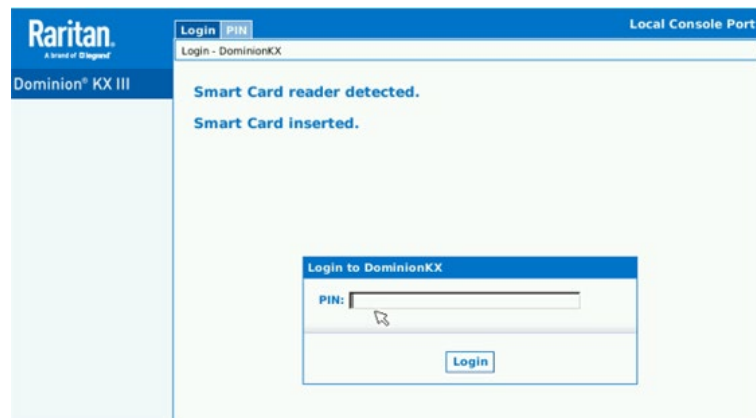 Raritan.
A brand of legrand
Dominion® KX III
Login PIN
Local Console Port
Login - DominionKX
Smart Card reader detected.
Smart Card inserted.
Login to DominionKX
PIN:
Login